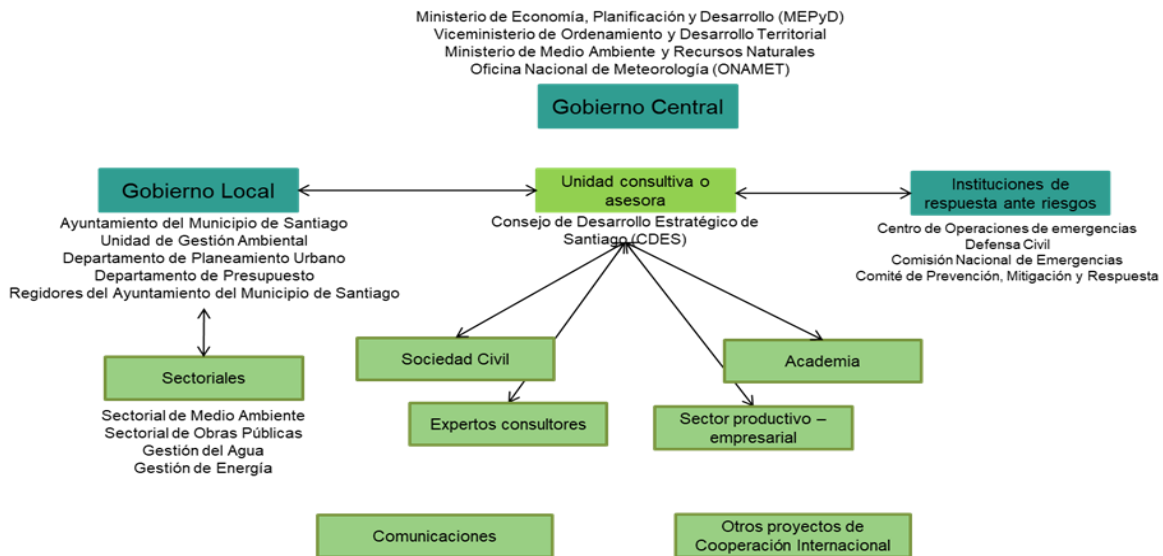 Ministerio de Economía, Planificación y Desarrollo (MEPyD)
Viceministerio de Ordenamiento y Desarrollo Territorial
Ministerio de Medio Ambiente y Recursos Naturales
Oficina Nacional de Meteorología (ONAMET)
Gobierno Central
Gobierno Local
Ayuntamiento del Municipio de Santiago
Unidad de Gestión Ambiental
Departamento de Planeamiento Urbano
Departamento de Presupuesto
Regidores del Ayuntamiento del Municipio de Santiago
Unidad consultiva o
asesora
Consejo de Desarrollo Estratégico de
Santiago (CDES)
Instituciones de
respuesta ante riesgos
Centro de Operaciones de emergencias
Defensa Civil
Comisión Nacional de Emergencias
Comité de Prevención, Mitigación y Respuesta
Sectoriales
Sectorial de Medio Ambiente
Sectorial de Obras Públicas
Gestión del Agua
Gestión de Energía
Sociedad Civil
Academia
Expertos consultores
Sector productivo –
empresarial
Comunicaciones
Otros proyectos de
Cooperación Internacional